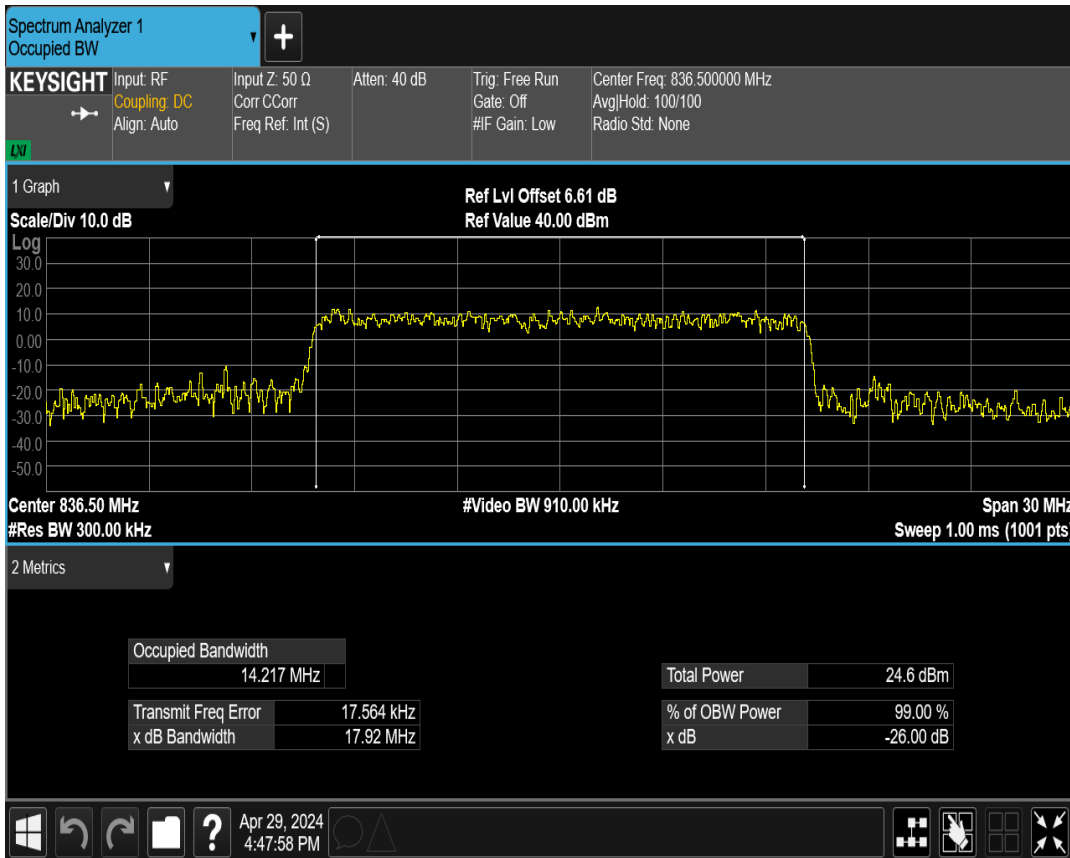 Spectrum Analyzer 1
Occupied BW
+
KEYSIGHT
LXI
Input: RF
Coupling: DC
Align: Auto
Input Z: 50 Ω
Corr CCorr
Freq Ref: Int (S)
Atten: 40 dB
Trig: Free Run
Gate: Off
#IF Gain: Low
Center Freq: 836.500000 MHz
Avg|Hold: 100/100
Radio Std: None
1 Graph
Scale/Div 10.0 dB
Ref Lvl Offset 6.61 dB
Ref Value 40.00 dBm
Log
30.0
20.0
10.0
0.00
-10.0
-20.0
-30.0
-40.0
-50.0
Center 836.50 MHz
#Video BW 910.00 kHz
Span 30 MHz
#Res BW 300.00 kHz
Sweep 1.00 ms (1001 pts)
2 Metrics
Occupied Bandwidth
14.217 MHz
Transmit Freq Error 17.564 kHz
x dB Bandwidth 17.92 MHz
Total Power 24.6 dBm
% of OBW Power 99.00 %
x dB -26.00 dB
?
Apr 29, 2024
4:47:58 PM